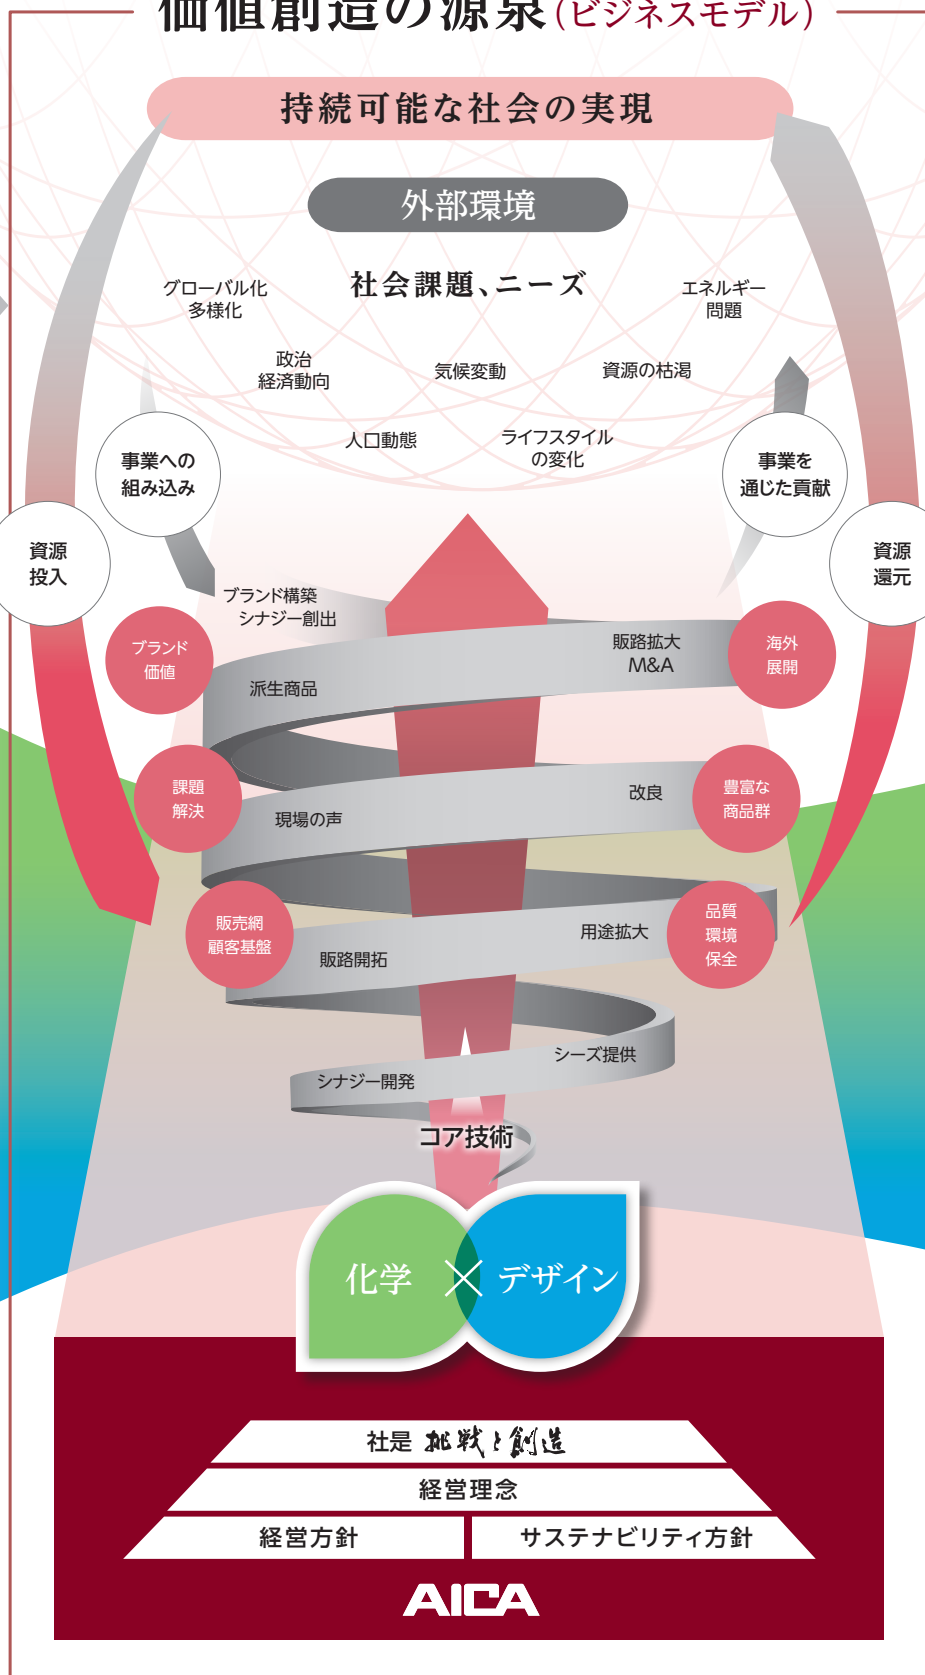 価値創造の源泉(ビジネスモデル)
持続可能な社会の実現
外部環境
社会課題、ニーズ
グローバル化
多様化
エネルギー
問題
政治
経済動向
気候変動
資源の枯渇
人口動態
ライフスタイル
の変化
事業への
組み込み
事業を
通じた貢献
資源
投入
資源
還元
ブランド構築
シナジー創出
ブランド
価値
派生商品
販路拡大
M&A
海外
展開
課題
解決
現場の声
改良
豊富な
商品群
販売網
顧客基盤
販路開拓
用途拡大
品質
環境
保全
シナジー開発
シーズ提供
コア技術
化学×デザイン
社是 挑戦と創造
経営理念
経営方針
サステナビリティ方針
AICA